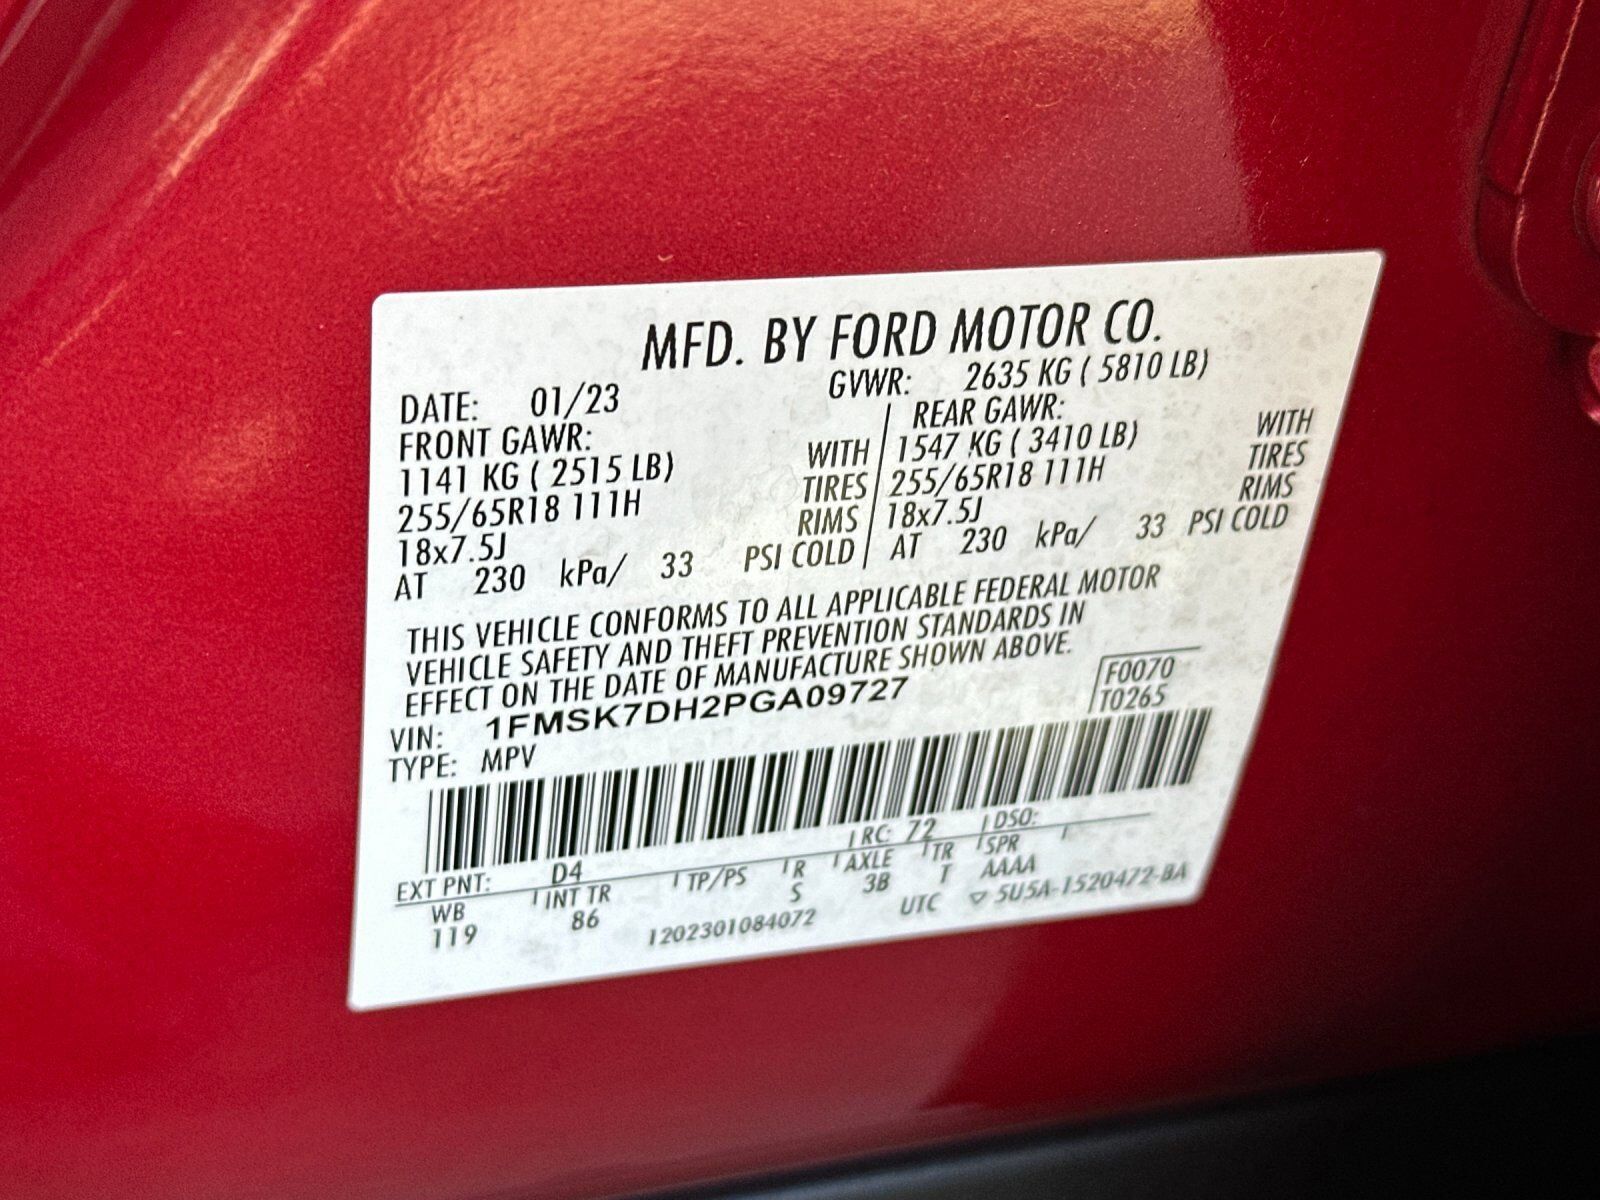 MFD. BY FORD MOTOR CO.
DATE: 01/23 GVWR: 2635 KG ( 5810 LB)
FRONT GAWR: REAR GAWR:
1141 KG ( 2515 LB) WITH 1547 KG ( 3410 LB) WITH
255/65R18 111H TIRES 255/65R18 111H TIRES
18x7.5J RIMS 18x7.5J RIMS
AT 230 kPa/ 33 PSI COLD AT 230 kPa/ 33 PSI COLD
THIS VEHICLE CONFORMS TO ALL APPLICABLE FEDERAL MOTOR
VEHICLE SAFETY AND THEFT PREVENTION STANDARDS IN
EFFECT ON THE DATE OF MANUFACTURE SHOWN ABOVE.
VIN: 1FMSK7DH2PGA09727 F0070
TYPE: MPV T0265
EXT PNT: D4 RC: 72 DSO:
WB INT TR TP/PS R AXLE TR SPR
119 86 S 3B T AAAA
1202301084072 UTC ▽ 5U5A-1520472-BA